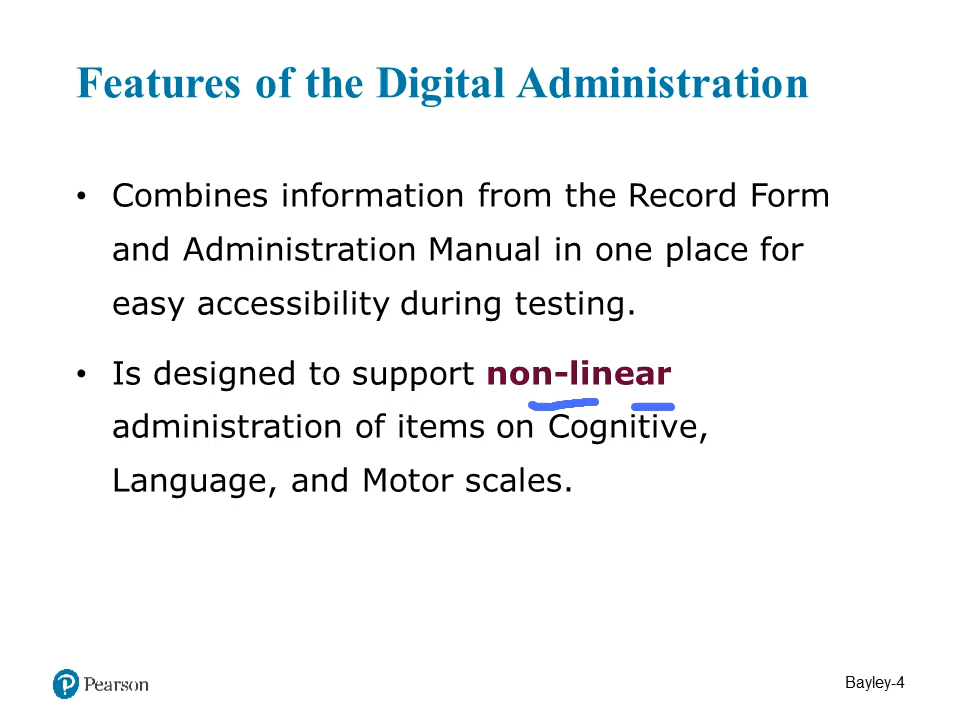 Features of the Digital Administration
• Combines information from the Record Form
and Administration Manual in one place for
easy accessibility during testing.
• Is designed to support non-linear
administration of items on Cognitive,
Language, and Motor scales.
P Pearson
Bayley-4